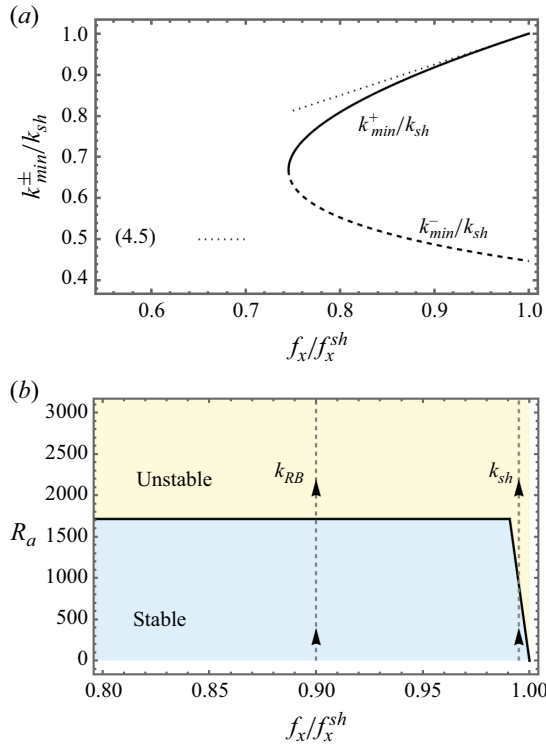 (a)
1.0
0.9
0.8
0.7
0.6
0.5
0.4
k±min/ksh
k+min/ksh
k−min/ksh
(4.5)
0.6 0.7 0.8 0.9 1.0
fx/fxsh
(b)
3000
2500
2000
1500
1000
500
0
Ra
Unstable
Stable
kRB
ksh
0.80 0.85 0.90 0.95 1.00
fx/fxsh